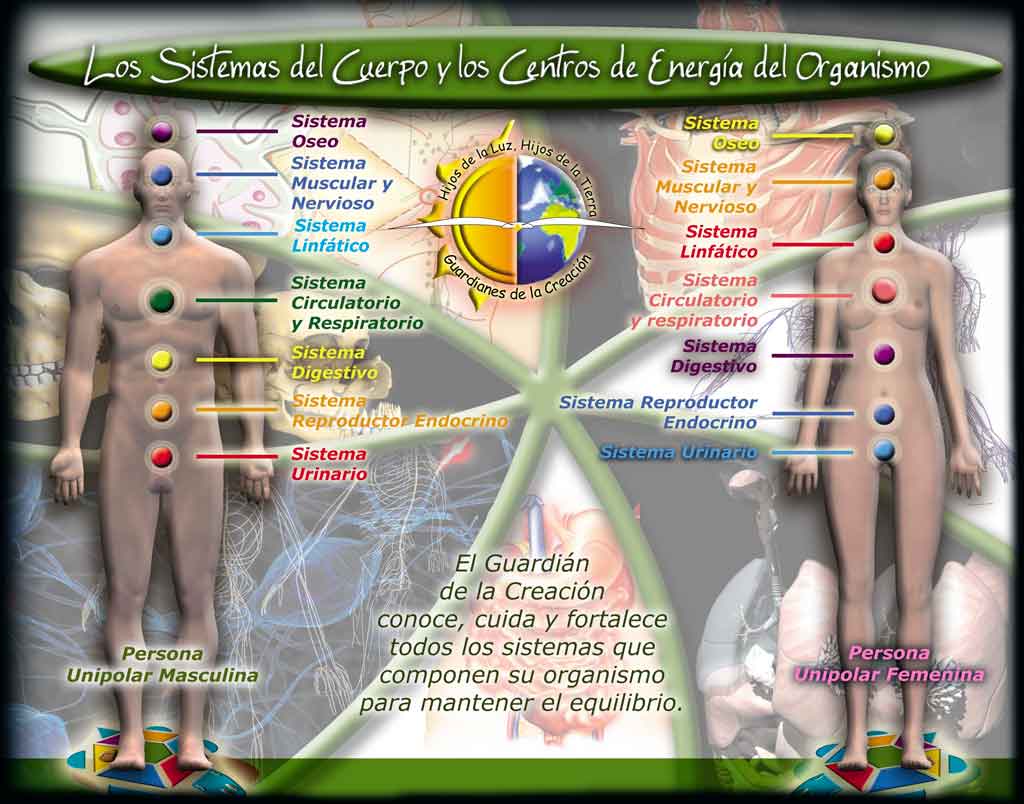 Los Sistemas del Cuerpo y los Centros de Energía del Organismo
Sistema
Oseo
Sistema
Muscular y
Nervioso
Sistema
Linfático
Sistema
Circulatorio
y Respiratorio
Sistema
Digestivo
Sistema
Reproductor Endocrino
Sistema
Urinario
Hijos de la Luz, Hijos de la Tierra
Guardianes de la Creación
Sistema
Oseo
Sistema
Muscular y
Nervioso
Sistema
Linfático
Sistema
Circulatorio
y respiratorio
Sistema
Digestivo
Sistema Reproductor
Endocrino
Sistema Urinario
El Guardián
de la Creación
conoce, cuida y fortalece
todos los sistemas que
componen su organismo
para mantener el equilibrio.
Persona
Unipolar Masculina
Persona
Unipolar Femenina